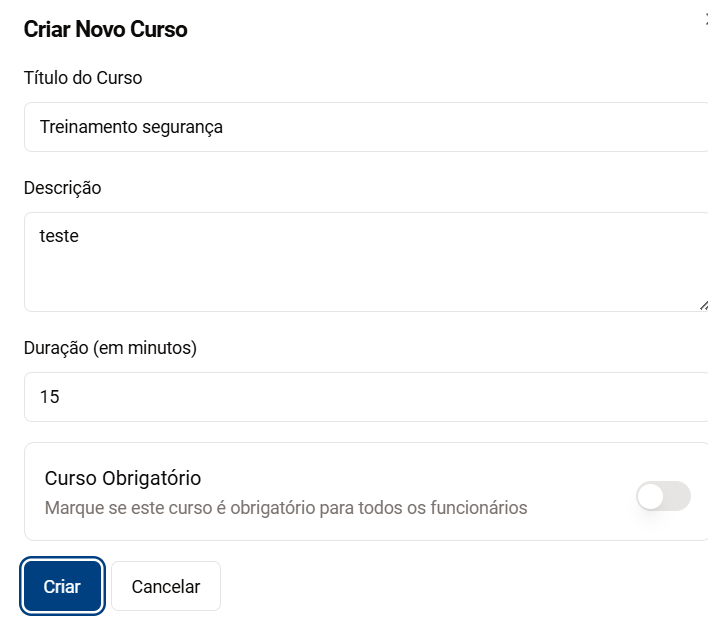 Criar Novo Curso
Título do Curso
Treinamento segurança
Descrição
teste
Duração (em minutos)
15
Curso Obrigatório
Marque se este curso é obrigatório para todos os funcionários
Criar
Cancelar